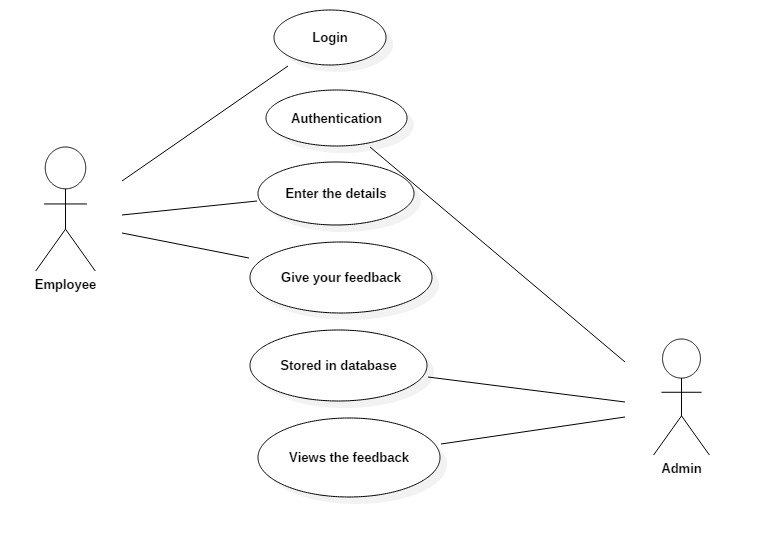 Login
Authentication
Enter the details
Employee
Give your feedback
Stored in database
Views the feedback
Admin